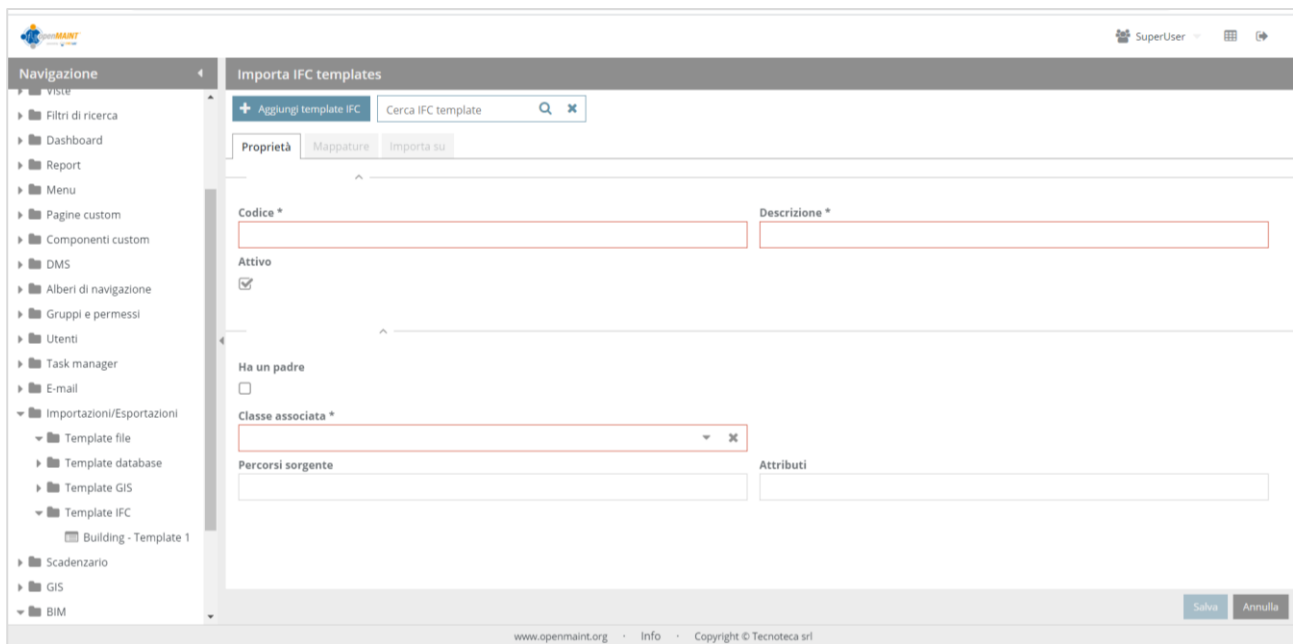 openMAINT
SuperUser
Navigazione
Importa IFC templates
Viste
Aggiungi template IFC
Cerca IFC template
Filtri di ricerca
Dashboard
Report
Menu
Pagine custom
Componenti custom
DMS
Alberi di navigazione
Gruppi e permessi
Utenti
Task manager
E-mail
Importazioni/Esportazioni
Template file
Template database
Template GIS
Template IFC
Building - Template 1
Scadenzario
GIS
BIM
Proprietà
Mappature
Importa su
Codice *
Descrizione *
Attivo
Ha un padre
Classe associata *
Percorsi sorgente
Attributi
Salva
Annulla
www.openmaint.org · Info · Copyright © Tecnoteca srl